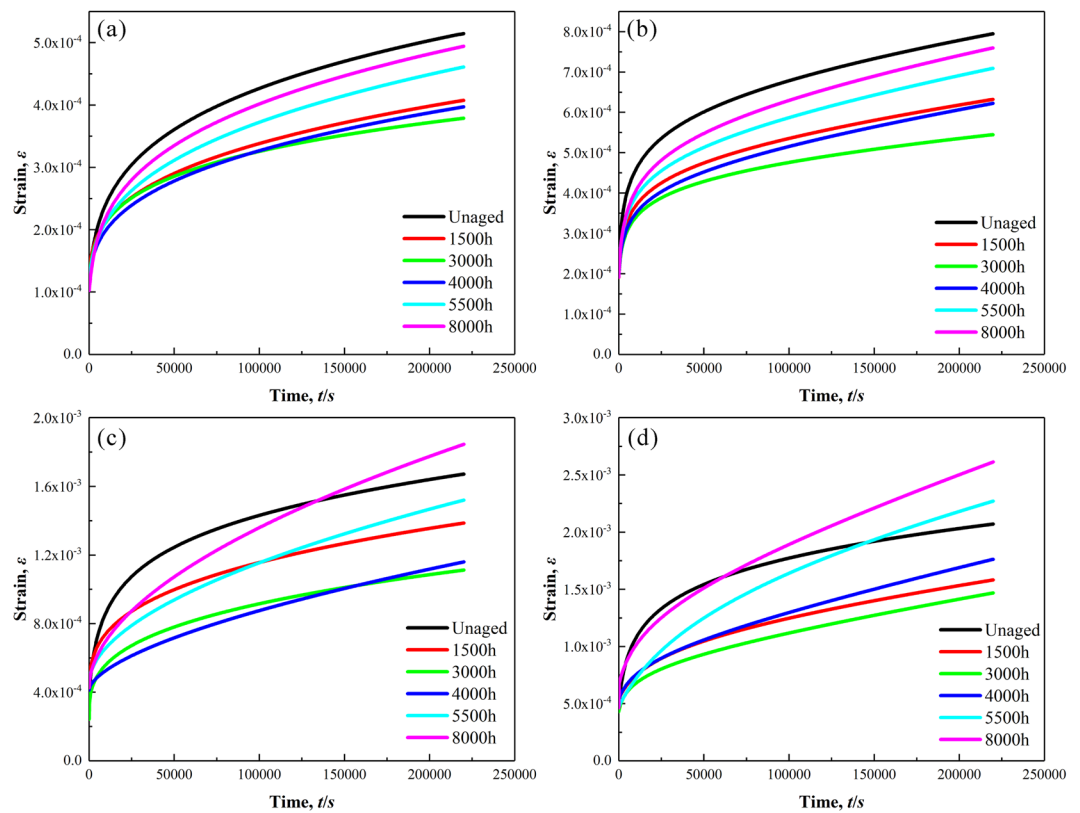 (a)
5.0x10⁻⁴
4.0x10⁻⁴
3.0x10⁻⁴
2.0x10⁻⁴
1.0x10⁻⁴
0.0
Strain, ε
Unaged
1500h
3000h
4000h
5500h
8000h
0 50000 100000 150000 200000 250000
Time, t/s
(b)
8.0x10⁻⁴
7.0x10⁻⁴
6.0x10⁻⁴
5.0x10⁻⁴
4.0x10⁻⁴
3.0x10⁻⁴
2.0x10⁻⁴
1.0x10⁻⁴
0.0
Strain, ε
Unaged
1500h
3000h
4000h
5500h
8000h
0 50000 100000 150000 200000 250000
Time, t/s
(c)
2.0x10⁻³
1.6x10⁻³
1.2x10⁻³
8.0x10⁻⁴
4.0x10⁻⁴
0.0
Strain, ε
Unaged
1500h
3000h
4000h
5500h
8000h
0 50000 100000 150000 200000 250000
Time, t/s
(d)
3.0x10⁻³
2.5x10⁻³
2.0x10⁻³
1.5x10⁻³
1.0x10⁻³
5.0x10⁻⁴
0.0
Strain, ε
Unaged
1500h
3000h
4000h
5500h
8000h
0 50000 100000 150000 200000 250000
Time, t/s